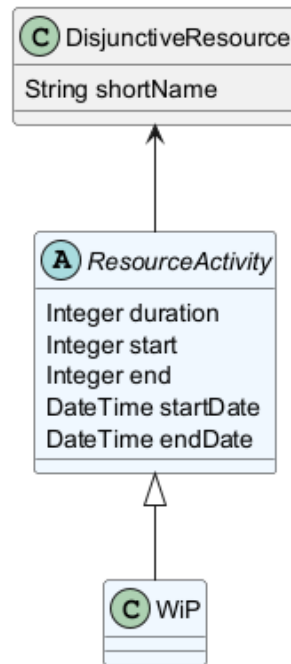 C DisjunctiveResource
String shortName
A ResourceActivity
Integer duration
Integer start
Integer end
DateTime startDate
DateTime endDate
C WiP